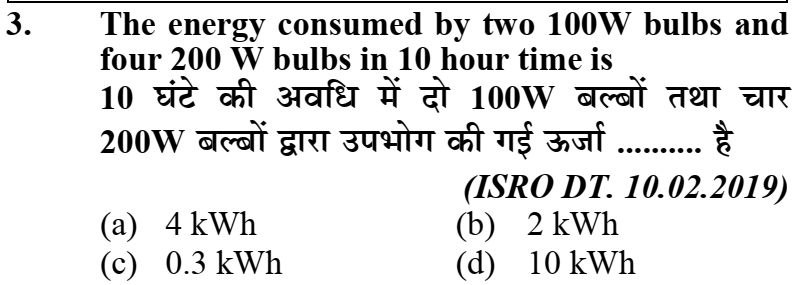 3. The energy consumed by two 100W bulbs and
four 200 W bulbs in 10 hour time is
10 घंटे की अवधि में दो 100W बल्बों तथा चार
200W बल्बों द्वारा उपभोग की गई ऊर्जा .......... है
(ISRO DT. 10.02.2019)
(a) 4 kWh (b) 2 kWh
(c) 0.3 kWh (d) 10 kWh